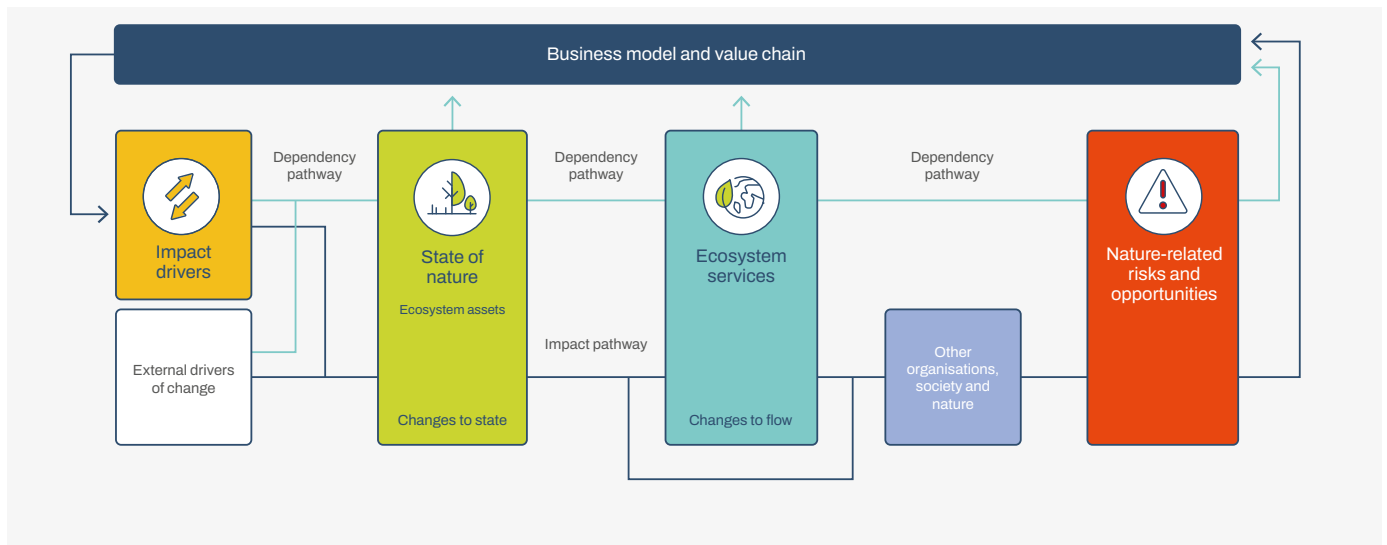 Business model and value chain
Dependency
pathway
Dependency
pathway
Dependency
pathway
Impact
drivers
State of
nature
Ecosystem
services
Nature-related
risks and
opportunities
Ecosystem assets
Impact pathway
External drivers
of change
Other
organisations,
society and
nature
Changes to state
Changes to flow